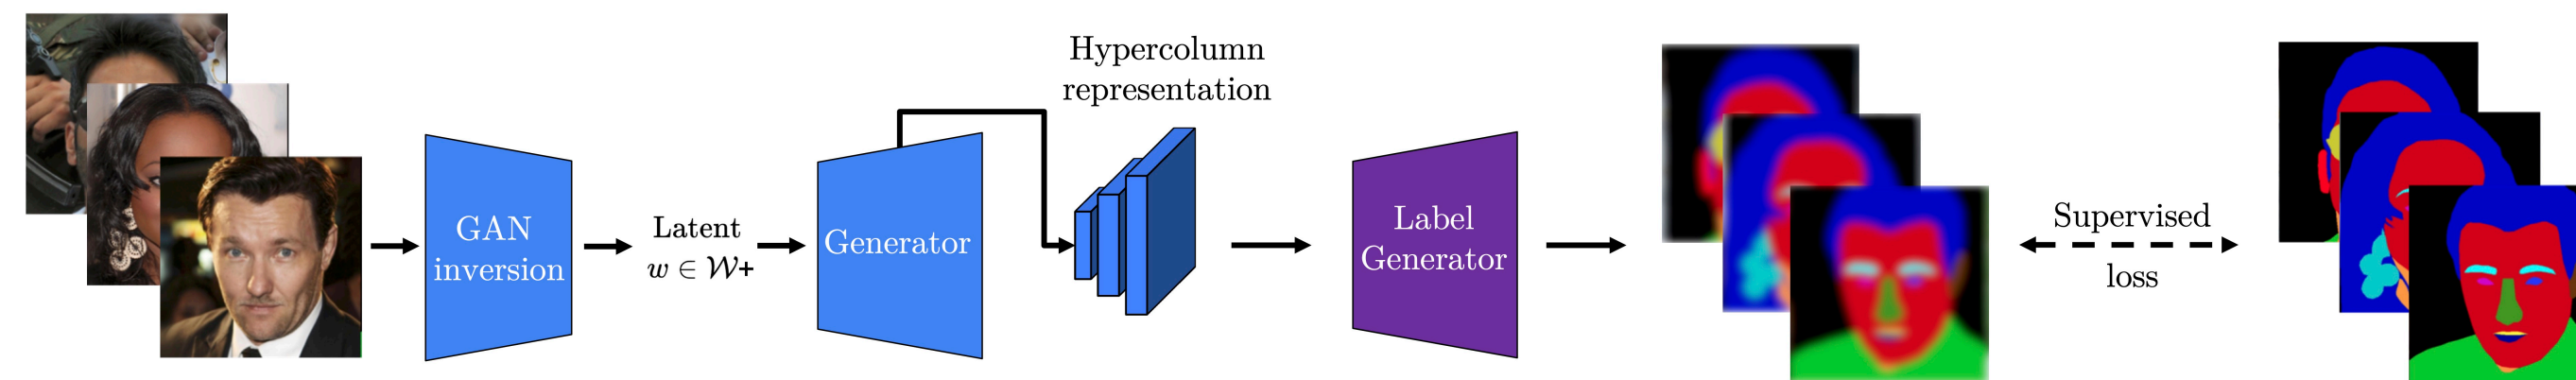 GAN
inversion
Latent
w ∈ 𝒲+
Generator
Hypercolumn
representation
Label
Generator
Supervised
loss